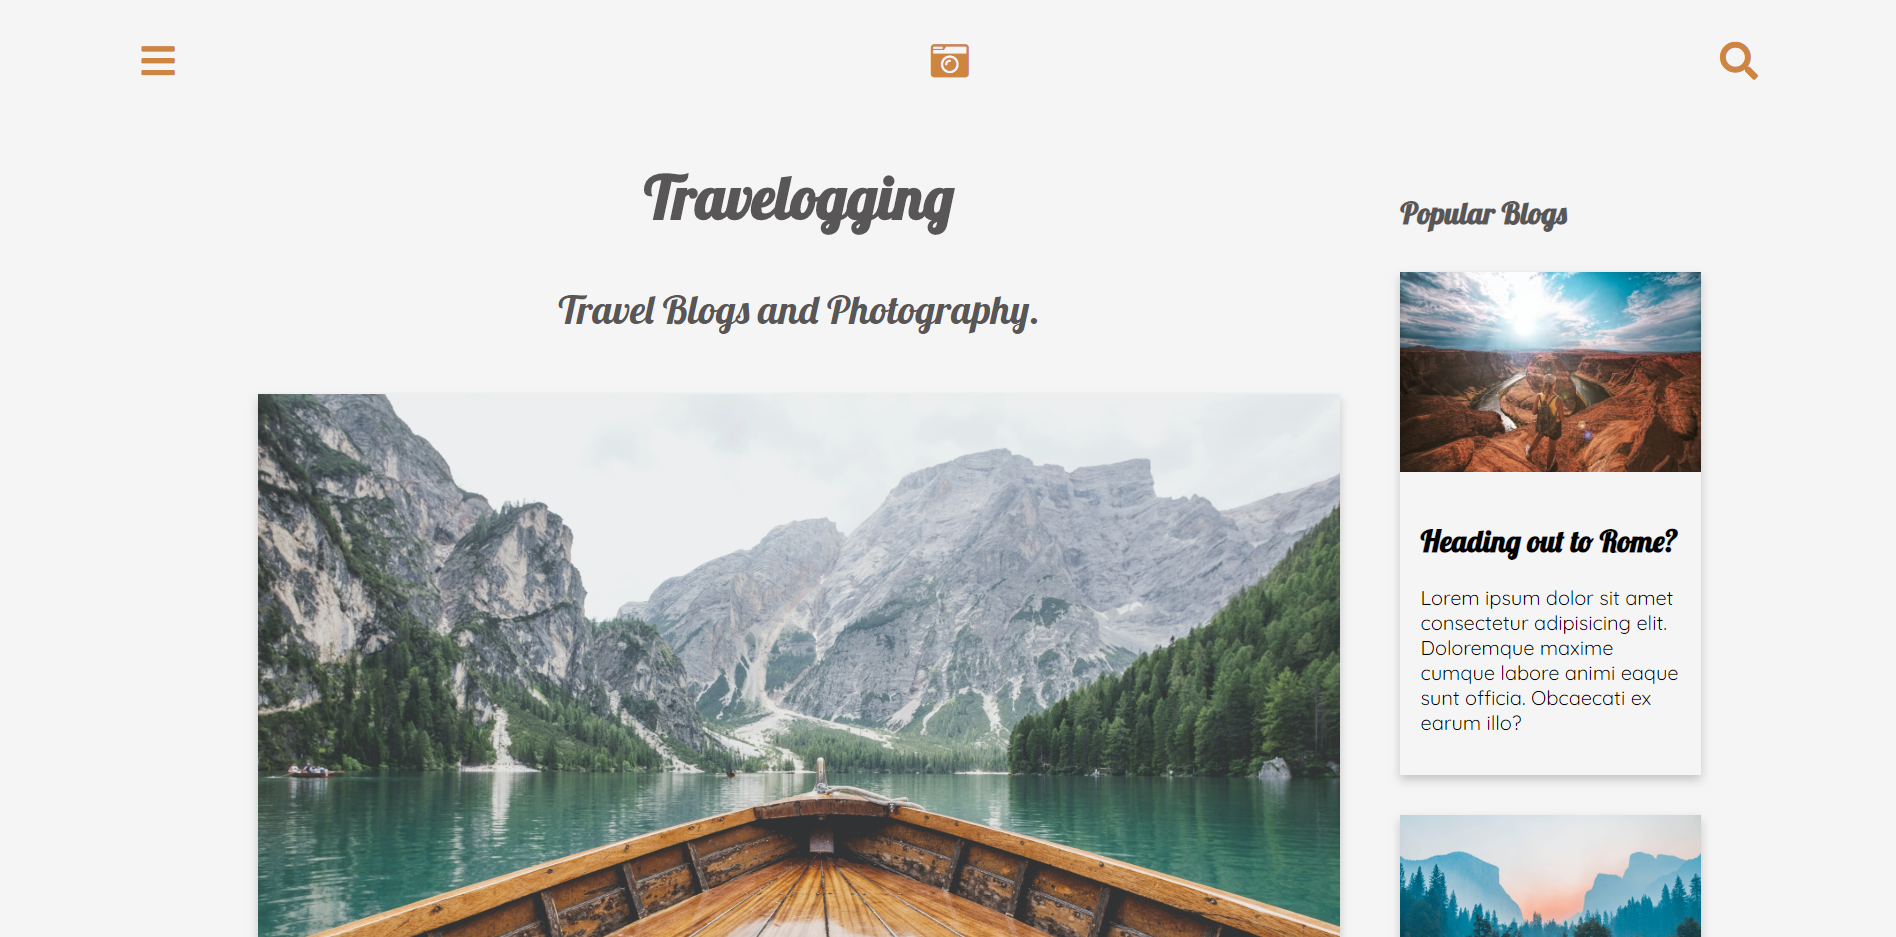 Travelogging
Travel Blogs and Photography.
Popular Blogs
Heading out to Rome?
Lorem ipsum dolor sit amet
consectetur adipisicing elit.
Doloremque maxime
cumque labore animi eaque
sunt officia. Obcaecati ex
earum illo?